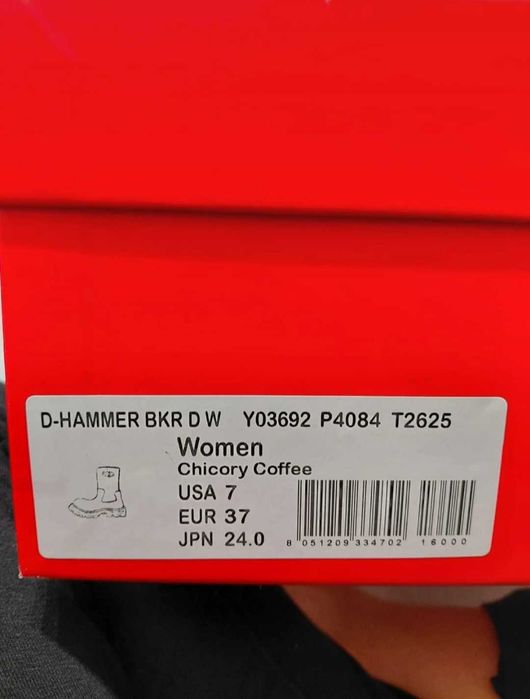 D-HAMMER BKR D W Y03692 P4084 T2625
Women
Chicory Coffee
USA 7
EUR 37
JPN 24.0
8 051209 334702 16000